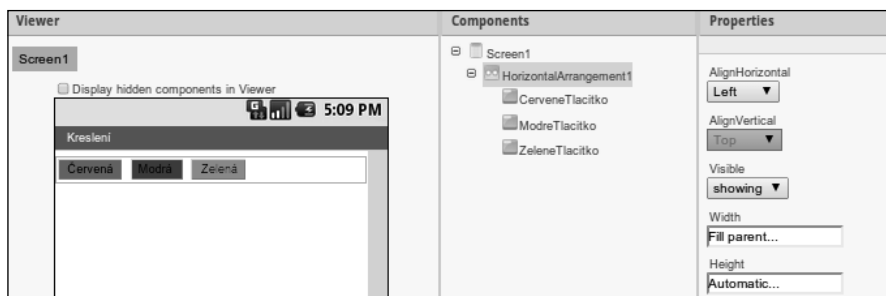 Viewer
Screen1
Display hidden components in Viewer
5:09 PM
Kreslení
Červená Modrá Zelená
Components
Screen1
HorizontalArrangement1
CerveneTlacitko
ModreTlacitko
ZeleneTlacitko
Properties
AlignHorizontal
Left
AlignVertical
Top
Visible
showing
Width
Fill parent...
Height
Automatic...